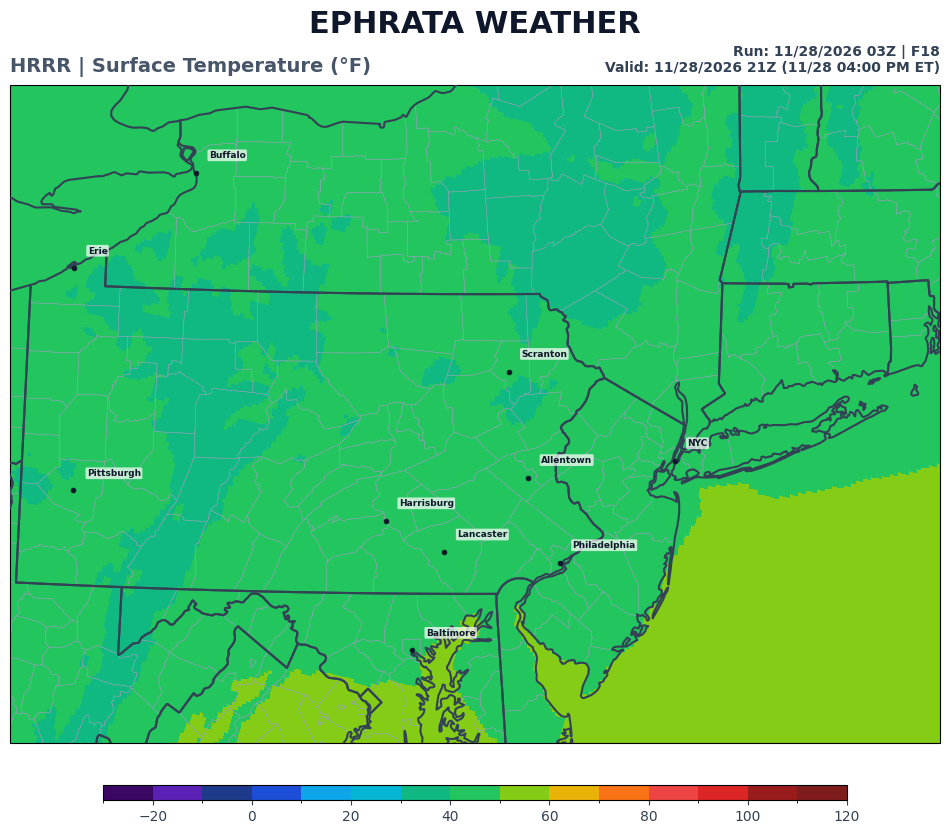 EPHRATA WEATHER
HRRR | Surface Temperature (°F)
Run: 11/28/2026 03Z | F18
Valid: 11/28/2026 21Z (11/28 04:00 PM ET)
Buffalo
Erie
Scranton
NYC
Allentown
Pittsburgh
Harrisburg
Lancaster
Philadelphia
Baltimore
−20 0 20 40 60 80 100 120